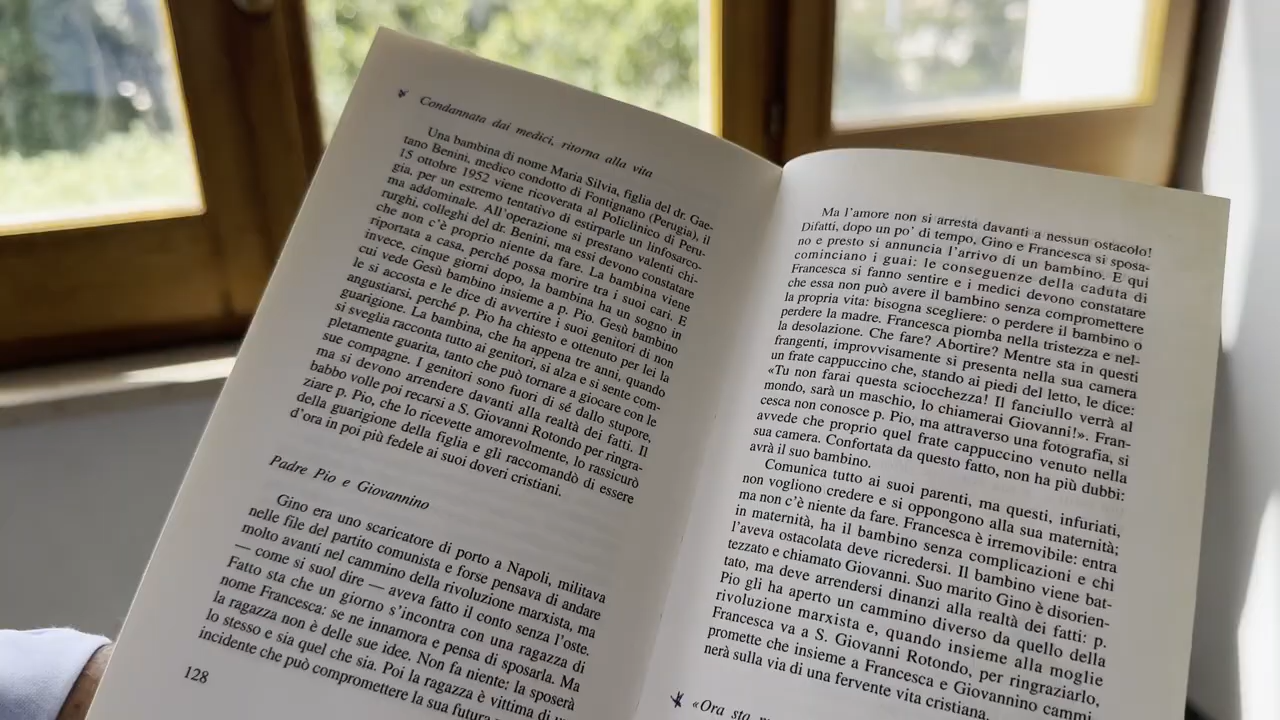 Condannata dai medici, ritorna alla vita
Una bambina di nome Maria Silvia, figlia del dr. Gae-
tano Benini, medico condotto di Fontignano (Perugia), il
15 ottobre 1952 viene ricoverata al Policlinico di Peru-
gia, per un estremo tentativo di estirparle un linfosarco-
ma addominale. All'operazione si prestano valenti chi-
rurghi, colleghi del dr. Benini, ma essi devono constatare
che non c'è proprio niente da fare. La bambina viene
riportata a casa, perché possa morire tra i suoi cari. E
invece, cinque giorni dopo, la bambina ha un sogno in
cui vede Gesù bambino insieme a p. Pio. Gesù bambino
le si accosta e le dice di avvertire i suoi genitori di non
angustiarsi, perché p. Pio ha chiesto e ottenuto per lei la
guarigione. La bambina, che ha appena tre anni, quando
si sveglia racconta tutto ai genitori, si alza e si sente com-
pletamente guarita, tanto che può tornare a giocare con le
sue compagne. I genitori sono fuori di sé dallo stupore,
ma si devono arrendere davanti alla realtà dei fatti. Il
babbo volle poi recarsi a S. Giovanni Rotondo per ringra-
ziare p. Pio, che lo ricevette amorevolmente, lo rassicurò
della guarigione della figlia e gli raccomandò di essere
d'ora in poi più fedele ai suoi doveri cristiani.
Padre Pio e Giovannino
Gino era uno scaricatore di porto a Napoli, militava
nelle file del partito comunista e forse pensava di andare
molto avanti nel cammino della rivoluzione marxista, ma
— come si suol dire — aveva fatto il conto senza l'oste.
Fatto sta che un giorno s'incontra con una ragazza di
nome Francesca: se ne innamora e pensa di sposarla. Ma
la ragazza non è delle sue idee. Non fa niente: la sposerà
lo stesso e sia quel che sia. Poi la ragazza è vittima di un
incidente che può compromettere la sua futura
128
Ma l'amore non si arresta davanti a nessun ostacolo!
Difatti, dopo un po' di tempo, Gino e Francesca si sposa-
no e presto si annuncia l'arrivo di un bambino. E qui
cominciano i guai: le conseguenze della caduta di
Francesca si fanno sentire e i medici devono constatare
che essa non può avere il bambino senza compromettere
la propria vita: bisogna scegliere: o perdere il bambino o
perdere la madre. Francesca piomba nella tristezza e nel-
la desolazione. Che fare? Abortire? Mentre sta in questi
frangenti, improvvisamente si presenta nella sua camera
un frate cappuccino che, stando ai piedi del letto, le dice:
«Tu non farai questa sciocchezza! Il fanciullo verrà al
mondo, sarà un maschio, lo chiamerai Giovanni!». Fran-
cesca non conosce p. Pio, ma attraverso una fotografia, si
avvede che proprio quel frate cappuccino venuto nella
sua camera. Confortata da questo fatto, non ha più dubbi:
avrà il suo bambino.
Comunica tutto ai suoi parenti, ma questi, infuriati,
non vogliono credere e si oppongono alla sua maternità;
ma non c'è niente da fare. Francesca è irremovibile: entra
in maternità, ha il bambino senza complicazioni e chi
l'aveva ostacolata deve ricredersi. Il bambino viene bat-
tezzato e chiamato Giovanni. Suo marito Gino è disorien-
tato, ma deve arrendersi dinanzi alla realtà dei fatti: p.
Pio gli ha aperto un cammino diverso da quello della
rivoluzione marxista e, quando insieme alla moglie
Francesca va a S. Giovanni Rotondo, per ringraziarlo,
promette che insieme a Francesca e Giovannino cammi-
nerà sulla via di una fervente vita cristiana.
«Ora sta